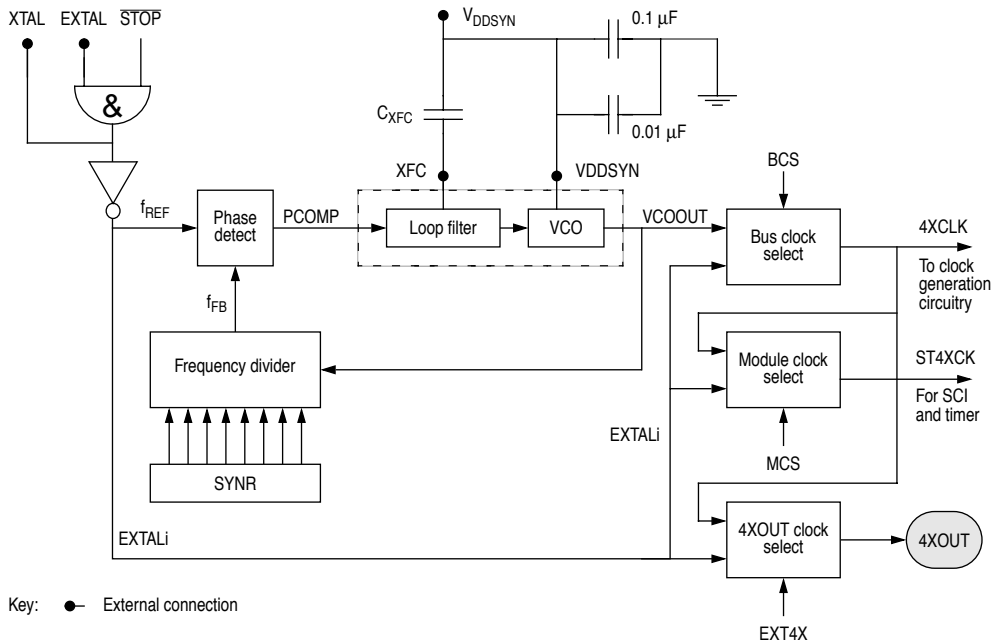 XTAL EXTAL STOP
VDDSYN
0.1 µF
&
CXFC
0.01 µF
XFC
VDDSYN
BCS
fREF
Phase
detect
PCOMP
Loop filter
VCO
VCOOUT
Bus clock
select
4XCLK
To clock
generation
circuitry
fFB
Frequency divider
Module clock
select
ST4XCK
For SCI
and timer
EXTALi
MCS
SYNR
EXTALi
4XOUT clock
select
4XOUT
Key: External connection
EXT4X